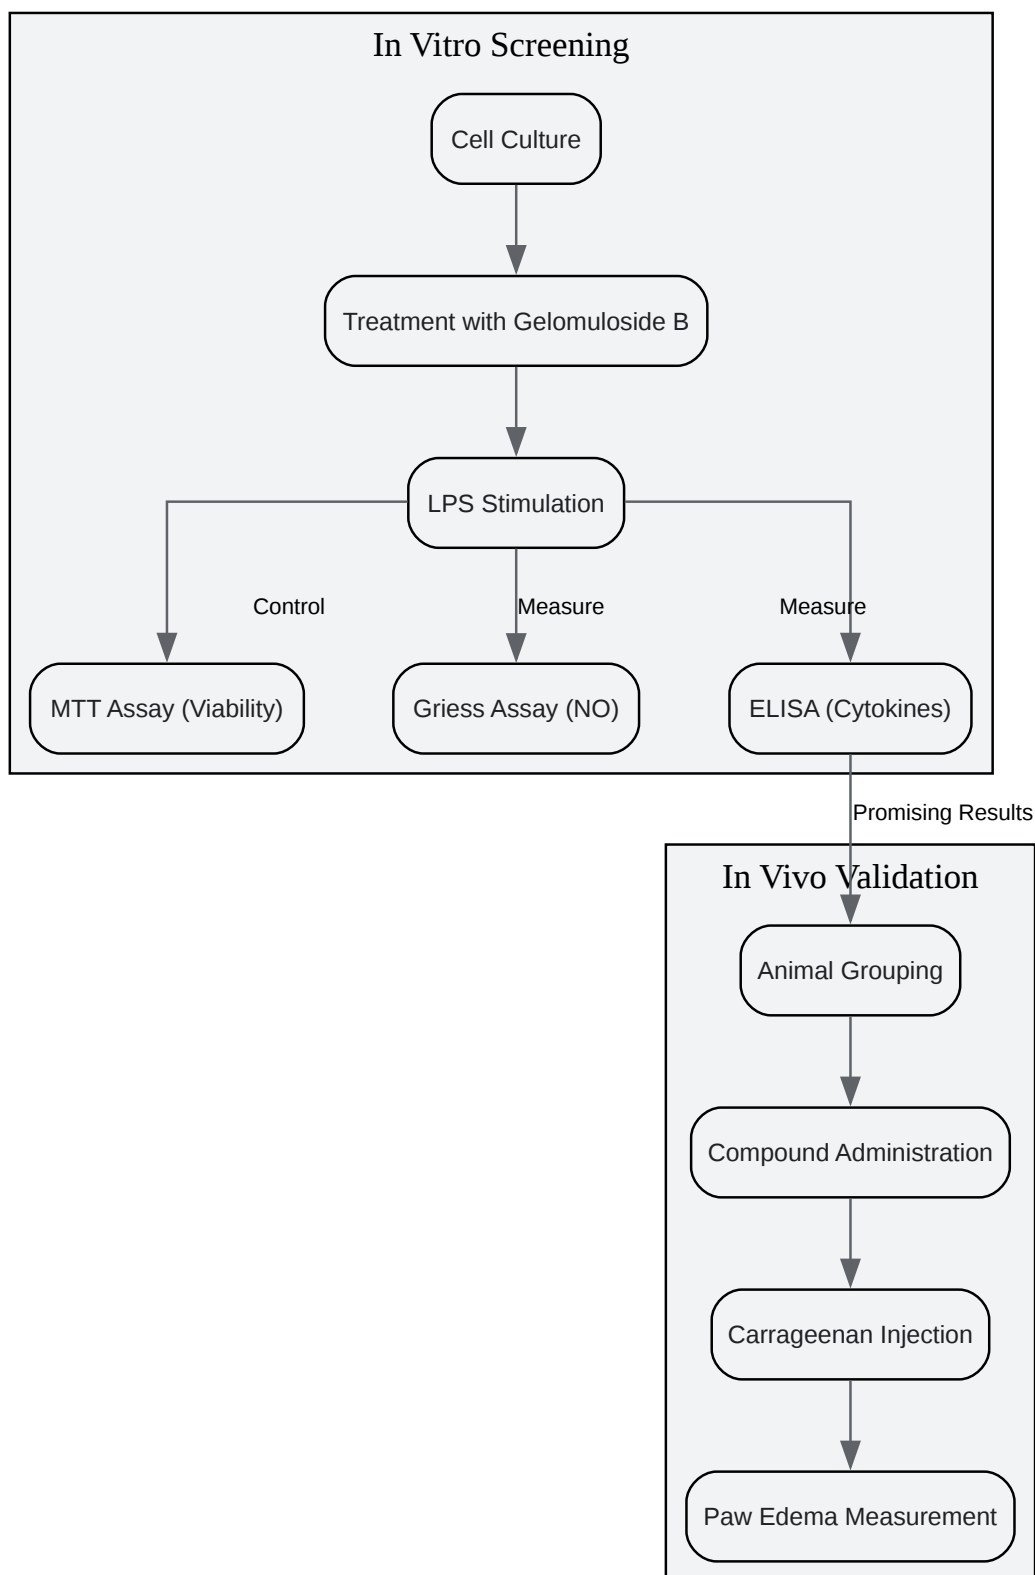 In Vitro Screening
Cell Culture
Treatment with Gelomuloside B
LPS Stimulation
Control
Measure
Measure
MTT Assay (Viability)
Griess Assay (NO)
ELISA (Cytokines)
Promising Results
In Vivo Validation
Animal Grouping
Compound Administration
Carrageenan Injection
Paw Edema Measurement